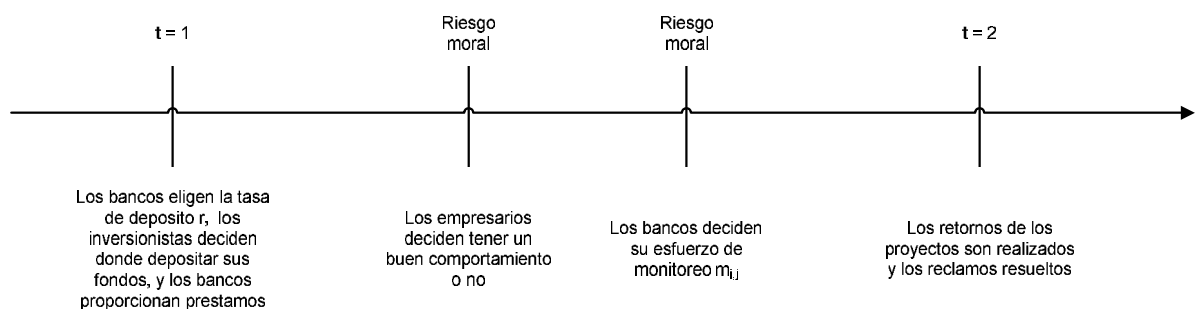 t = 1
Riesgo
moral
Riesgo
moral
t = 2
Los bancos eligen la tasa
de deposito r, los
inversionistas deciden
donde depositar sus
fondos, y los bancos
proporcionan prestamos
Los empresarios
deciden tener un
buen comportamiento
o no
Los bancos deciden
su esfuerzo de
monitoreo mi,j
Los retornos de los
proyectos son realizados
y los reclamos resueltos